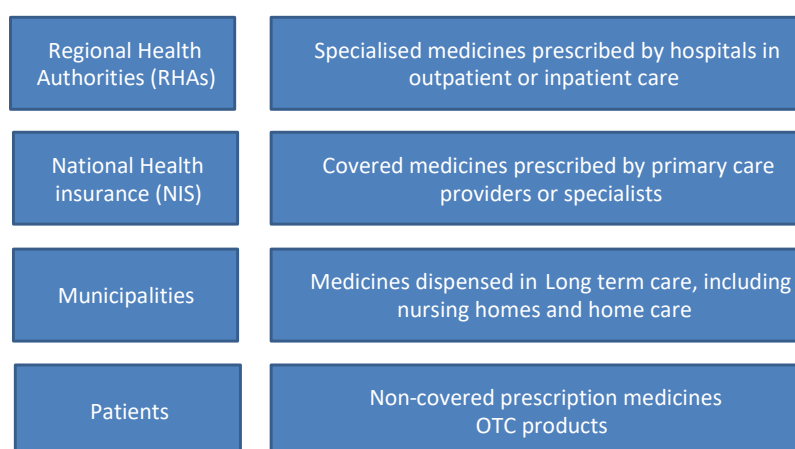 Regional Health
Authorities (RHAs)
Specialised medicines prescribed by hospitals in
outpatient or inpatient care
National Health
insurance (NIS)
Covered medicines prescribed by primary care
providers or specialists
Municipalities
Medicines dispensed in Long term care, including
nursing homes and home care
Patients
Non-covered prescription medicines
OTC products